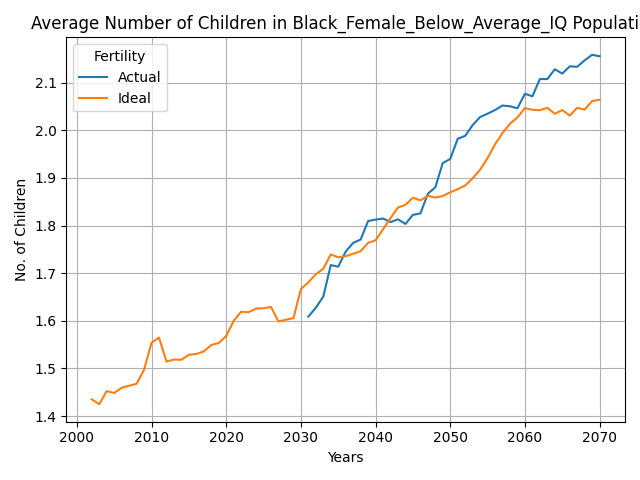 Average Number of Children in Black_Female_Below_Average_IQ Populati
Fertility
Actual
Ideal
2.1
2.0
1.9
1.8
1.7
1.6
1.5
1.4
No. of Children
2000 2010 2020 2030 2040 2050 2060 2070
Years